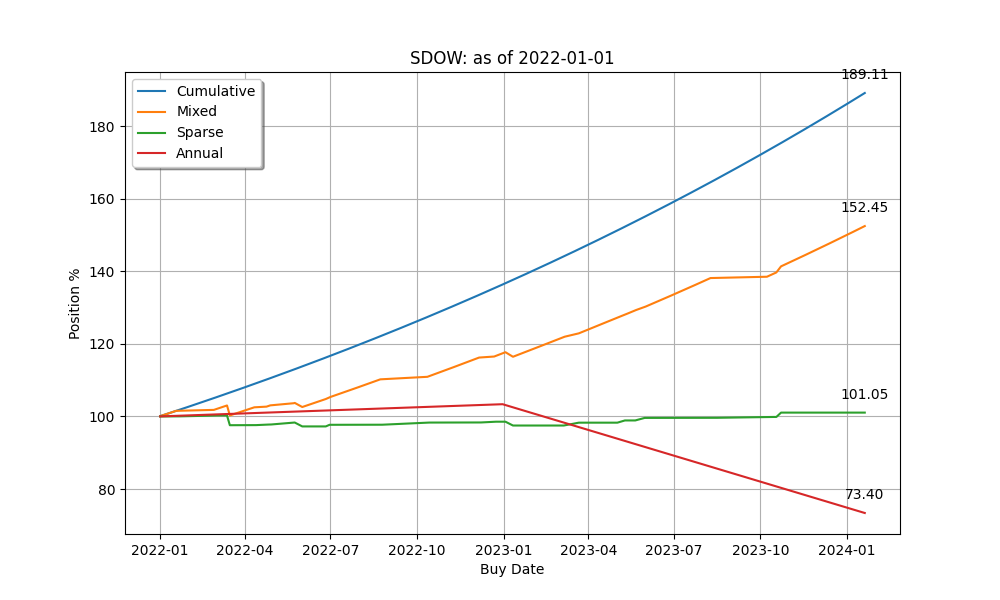 SDOW: as of 2022-01-01
189.11
Cumulative
Mixed
Sparse
Annual
180
160
152.45
140
Position %
120
101.05
100
80
73.40
2022-01 2022-04 2022-07 2022-10 2023-01 2023-04 2023-07 2023-10 2024-01
Buy Date